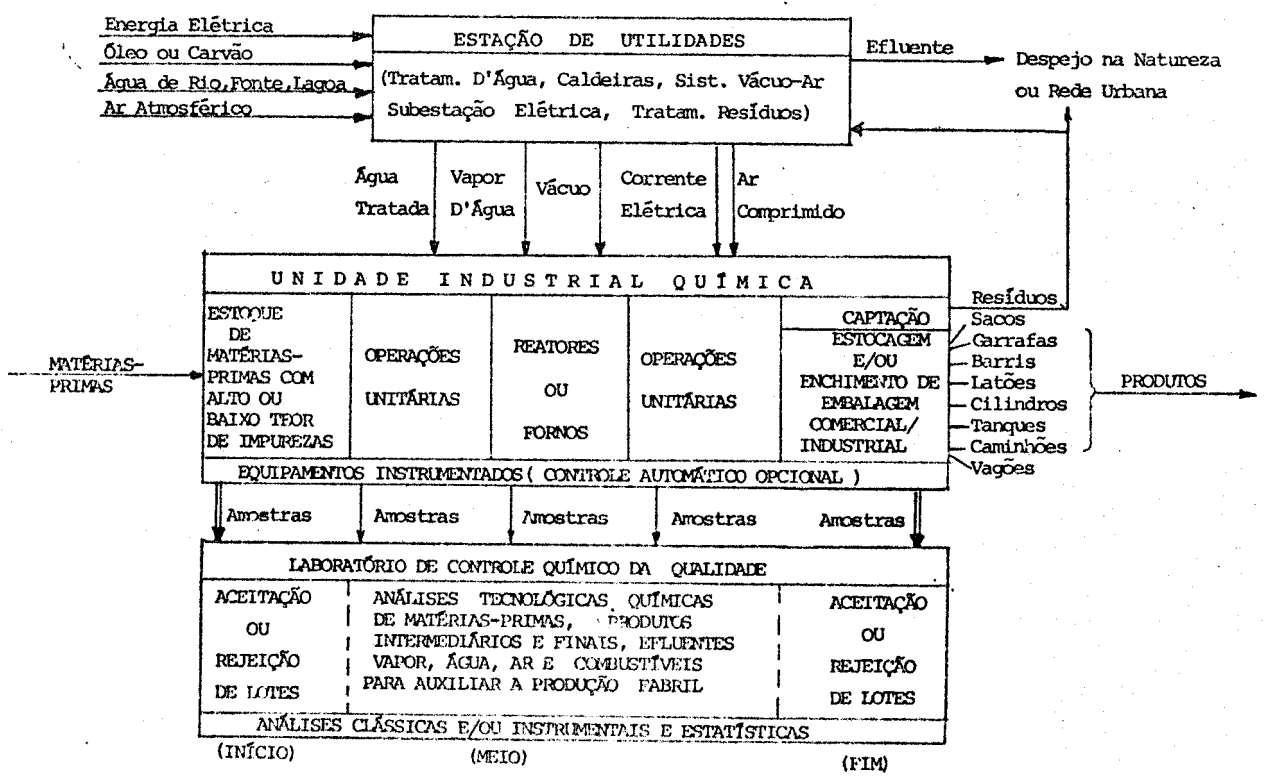 Energia Elétrica
Óleo ou Carvão
Água de Rio,Fonte,Lagoa
Ar Atmosférico
ESTAÇÃO DE UTILIDADES
(Tratam. D'Água, Caldeiras, Sist. Vácuo-Ar
Subestação Elétrica, Tratam. Resíduos)
Efluente
Despejo na Natureza
ou Rede Urbana
Água
Tratada
Vapor
D'Água
Vácuo
Corrente
Elétrica
Ar
Comprimido
UNIDADE INDUSTRIAL QUÍMICA
MATÉRIAS-
PRIMAS
ESTOQUE
DE
MATÉRIAS-
PRIMAS COM
ALTO OU
BAIXO TEOR
DE IMPUREZAS
OPERAÇÕES
UNITÁRIAS
REATORES
OU
FORNOS
OPERAÇÕES
UNITÁRIAS
CAPTAÇÃO
ESTOCAGEM
E/OU
ENCHIMENTO DE
EMBALAGEM
COMERCIAL/
INDUSTRIAL
Resíduos
Sacos
Garrafas
Barris
Latões
Cilindros
Tanques
Caminhões
Vagões
PRODUTOS
EQUIPAMENTOS INSTRUMENTADOS ( CONTROLE AUTOMÁTICO OPCIONAL )
Amostras
Amostras
Amostras
Amostras
Amostras
LABORATÓRIO DE CONTROLE QUÍMICO DA QUALIDADE
ACEITAÇÃO
OU
REJEIÇÃO
DE LOTES
ANÁLISES TECNOLÓGICAS QUÍMICAS
DE MATÉRIAS-PRIMAS, PRODUTOS
INTERMEDIÁRIOS E FINAIS, EFLUENTES
VAPOR, ÁGUA, AR E COMBUSTÍVEIS
PARA AUXILIAR A PRODUÇÃO FABRIL
ACEITAÇÃO
OU
REJEIÇÃO
DE LOTES
ANÁLISES CLÁSSICAS E/OU INSTRUMENTAIS E ESTATÍSTICAS
(INÍCIO)
(MEIO)
(FIM)